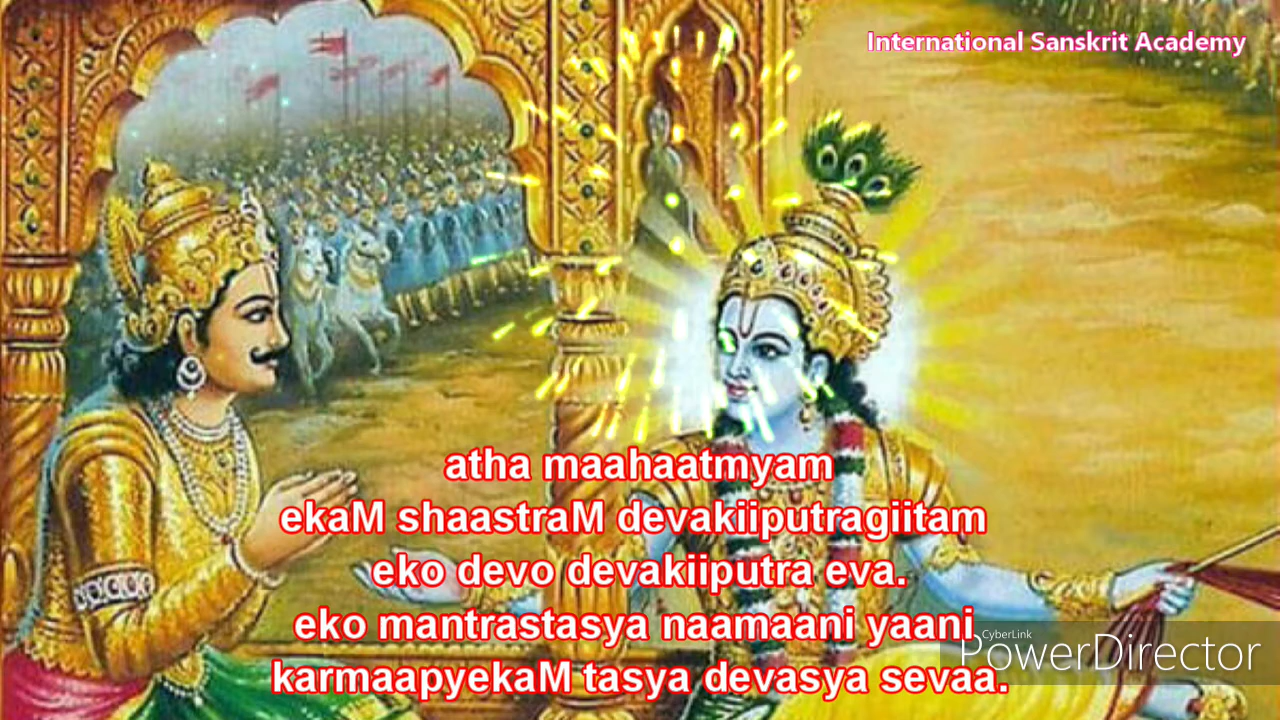 International Sanskrit Academy
atha maahaatmyam
ekaM shaastraM devakiiputragiitam
eko devo devakiiputra eva.
eko mantrastasya naamaani yaani
karmaapyekaM tasya devasya sevaa.
CyberLink
PowerDirector